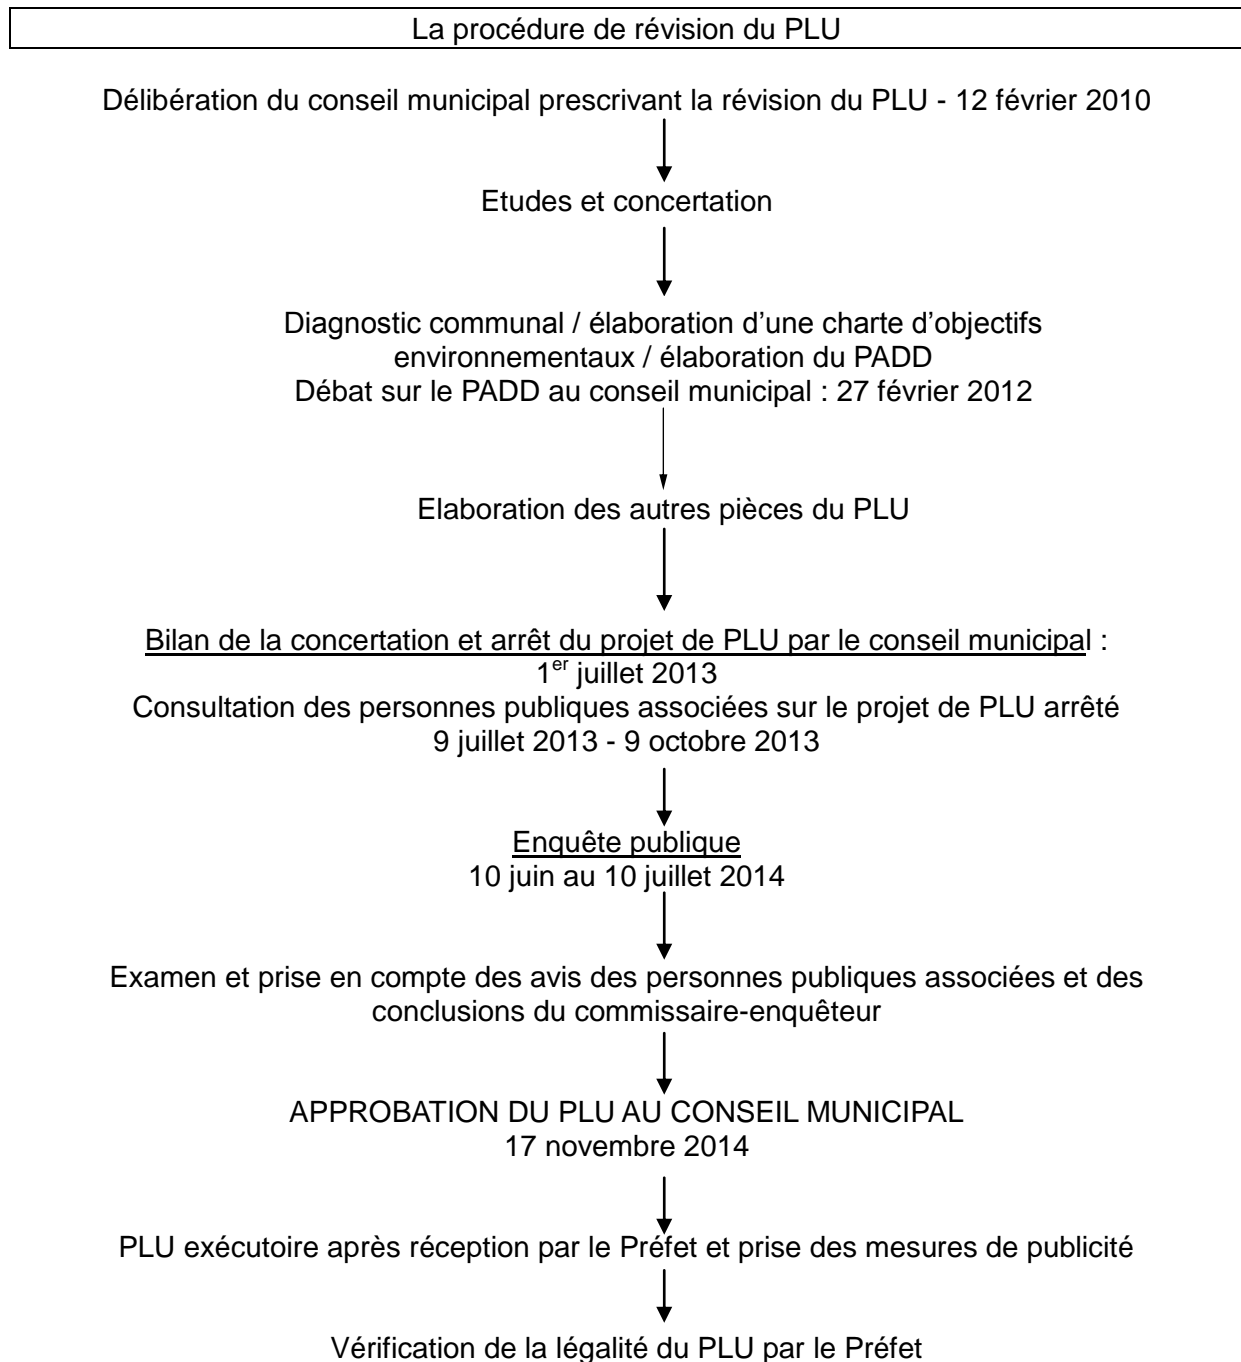 La procédure de révision du PLU
Délibération du conseil municipal prescrivant la révision du PLU - 12 février 2010
Etudes et concertation
Diagnostic communal / élaboration d’une charte d’objectifs
environnementaux / élaboration du PADD
Débat sur le PADD au conseil municipal : 27 février 2012
Elaboration des autres pièces du PLU
Bilan de la concertation et arrêt du projet de PLU par le conseil municipal :
1er juillet 2013
Consultation des personnes publiques associées sur le projet de PLU arrêté
9 juillet 2013 - 9 octobre 2013
Enquête publique
10 juin au 10 juillet 2014
Examen et prise en compte des avis des personnes publiques associées et des
conclusions du commissaire-enquêteur
APPROBATION DU PLU AU CONSEIL MUNICIPAL
17 novembre 2014
PLU exécutoire après réception par le Préfet et prise des mesures de publicité
Vérification de la légalité du PLU par le Préfet